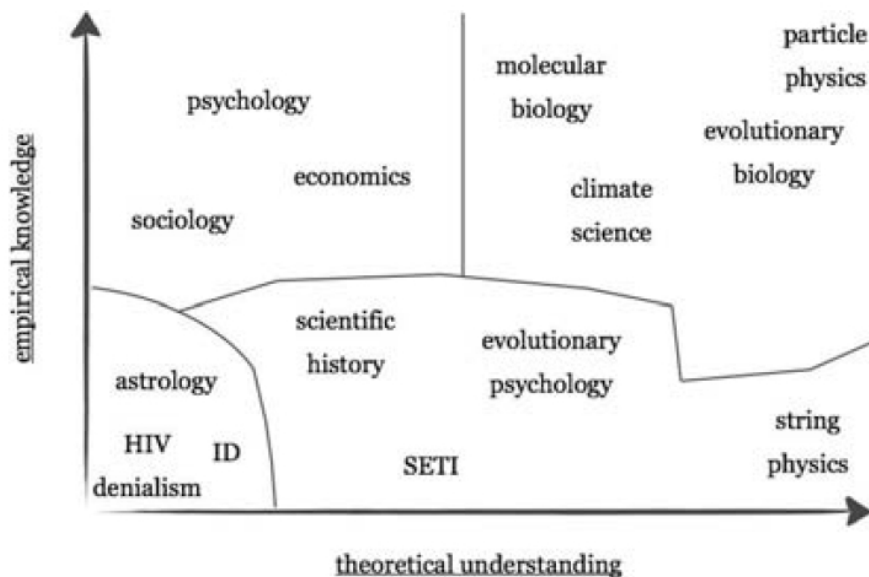 particle
physics
molecular
biology
psychology
evolutionary
biology
economics
climate
science
sociology
empirical knowledge
scientific
history
evolutionary
psychology
astrology
HIV
denialism
ID
SETI
string
physics
theoretical understanding